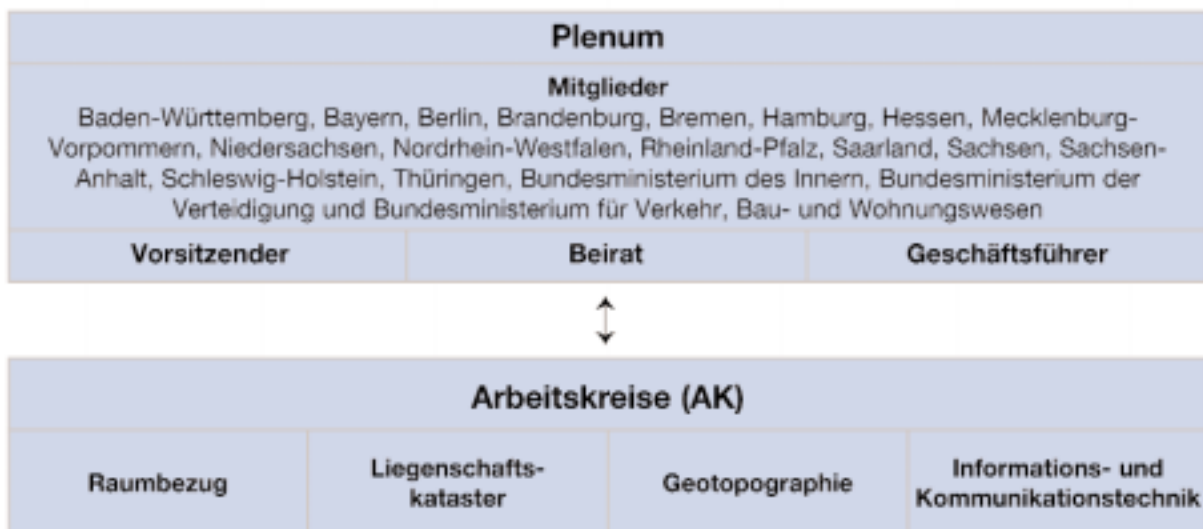 Plenum
Mitglieder
Baden-Württemberg, Bayern, Berlin, Brandenburg, Bremen, Hamburg, Hessen, Mecklenburg-
Vorpommern, Niedersachsen, Nordrhein-Westfalen, Rheinland-Pfalz, Saarland, Sachsen, Sachsen-
Anhalt, Schleswig-Holstein, Thüringen, Bundesministerium des Innern, Bundesministerium der
Verteidigung und Bundesministerium für Verkehr, Bau- und Wohnungswesen
Vorsitzender Beirat Geschäftsführer
Arbeitskreise (AK)
Raumbezug
Liegenschafts-
kataster
Geotopographie
Informations- und
Kommunikationstechnik